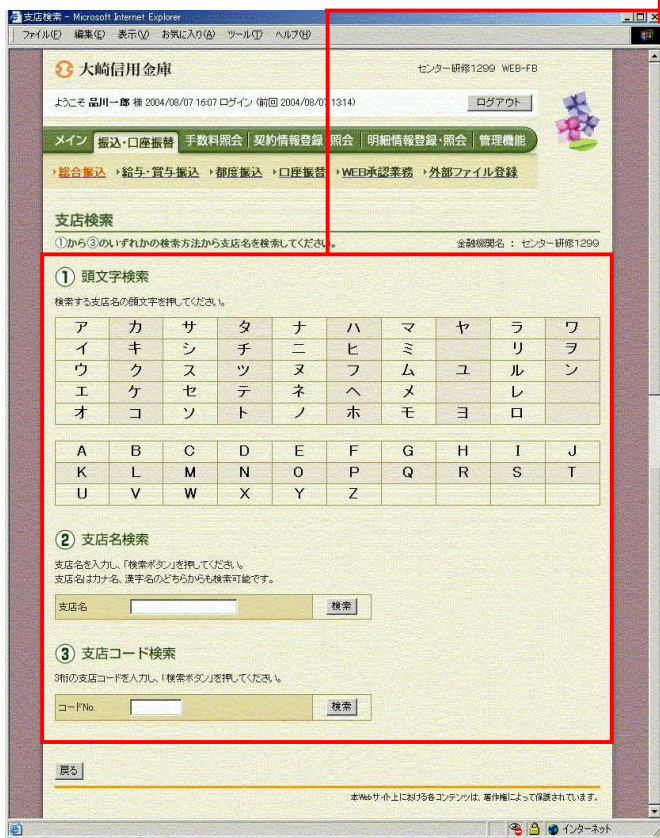 支店検索 - Microsoft Internet Explorer
ファイル(F) 編集(E) 表示(V) お気に入り(A) ツール(T) ヘルプ(H)
大崎信用金庫
センター研修1299 WEB-FB
ようこそ 品川一郎 様 2004/08/07 16:07 ログイン (前回 2004/08/07 13:14)
ログアウト
メイン 振込・口座振替 手数料照会 契約情報登録・照会 明細情報登録・照会 管理機能
総合振込 給与・賞与振込 都度振込 口座振替 WEB承認業務 外部ファイル登録
支店検索
①から③のいずれかの検索方法から支店名を検索してください。
金融機関名 : センター研修1299
① 頭文字検索
検索する支店名の頭文字を押してください。
ア カ サ タ ナ ハ マ ヤ ラ ワ
イ キ シ チ ニ ヒ ミ リ ヲ
ウ ク ス ツ ヌ フ ム ユ ル ン
エ ケ セ テ ネ ヘ メ レ
オ コ ソ ト ノ ホ モ ヨ ロ
A B C D E F G H I J
K L M N O P Q R S T
U V W X Y Z
② 支店名検索
支店名を入力し、「検索ボタン」を押してください。
支店名はカナ名、漢字名のどちらからも検索可能です。
支店名 検索
③ 支店コード検索
3桁の支店コードを入力し、「検索ボタン」を押してください。
コードNo. 検索
戻る
本Webサイト上における各コンテンツは、著作権によって保護されています。
インターネット